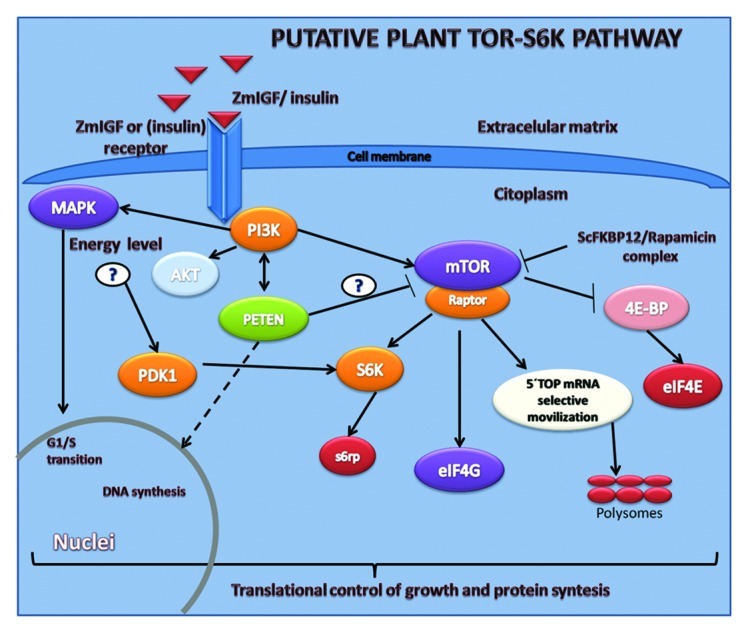 PUTATIVE PLANT TOR-S6K PATHWAY
ZmIGF/ insulin
ZmIGF or (insulin)
receptor
Extracelular matrix
Cell membrane
Citoplasm
MAPK
PI3K
Energy level
AKT
?
mTOR
Raptor
ScFKBP12/Rapamicin
complex
?
PETEN
4E-BP
PDK1
S6K
eIF4E
5´TOP mRNA
selective
movilization
G1/S
transition
s6rp
eIF4G
DNA synthesis
Polysomes
Nuclei
Translational control of growth and protein syntesis